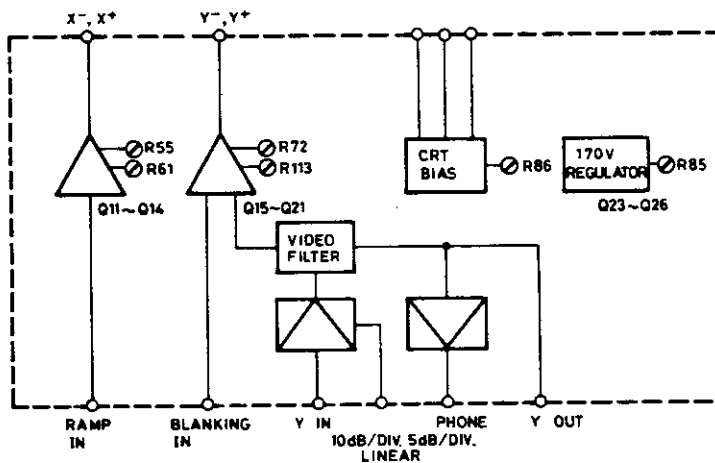 X⁻, X⁺
Y⁻, Y⁺
R55
R61
Q11~Q14
R72
R113
Q15~Q21
CRT
BIAS
R86
170V
REGULATOR
R85
Q23~Q26
VIDEO
FILTER
RAMP
IN
BLANKING
IN
Y IN
10dB/DIV, 5dB/DIV,
LINEAR
PHONE
Y OUT